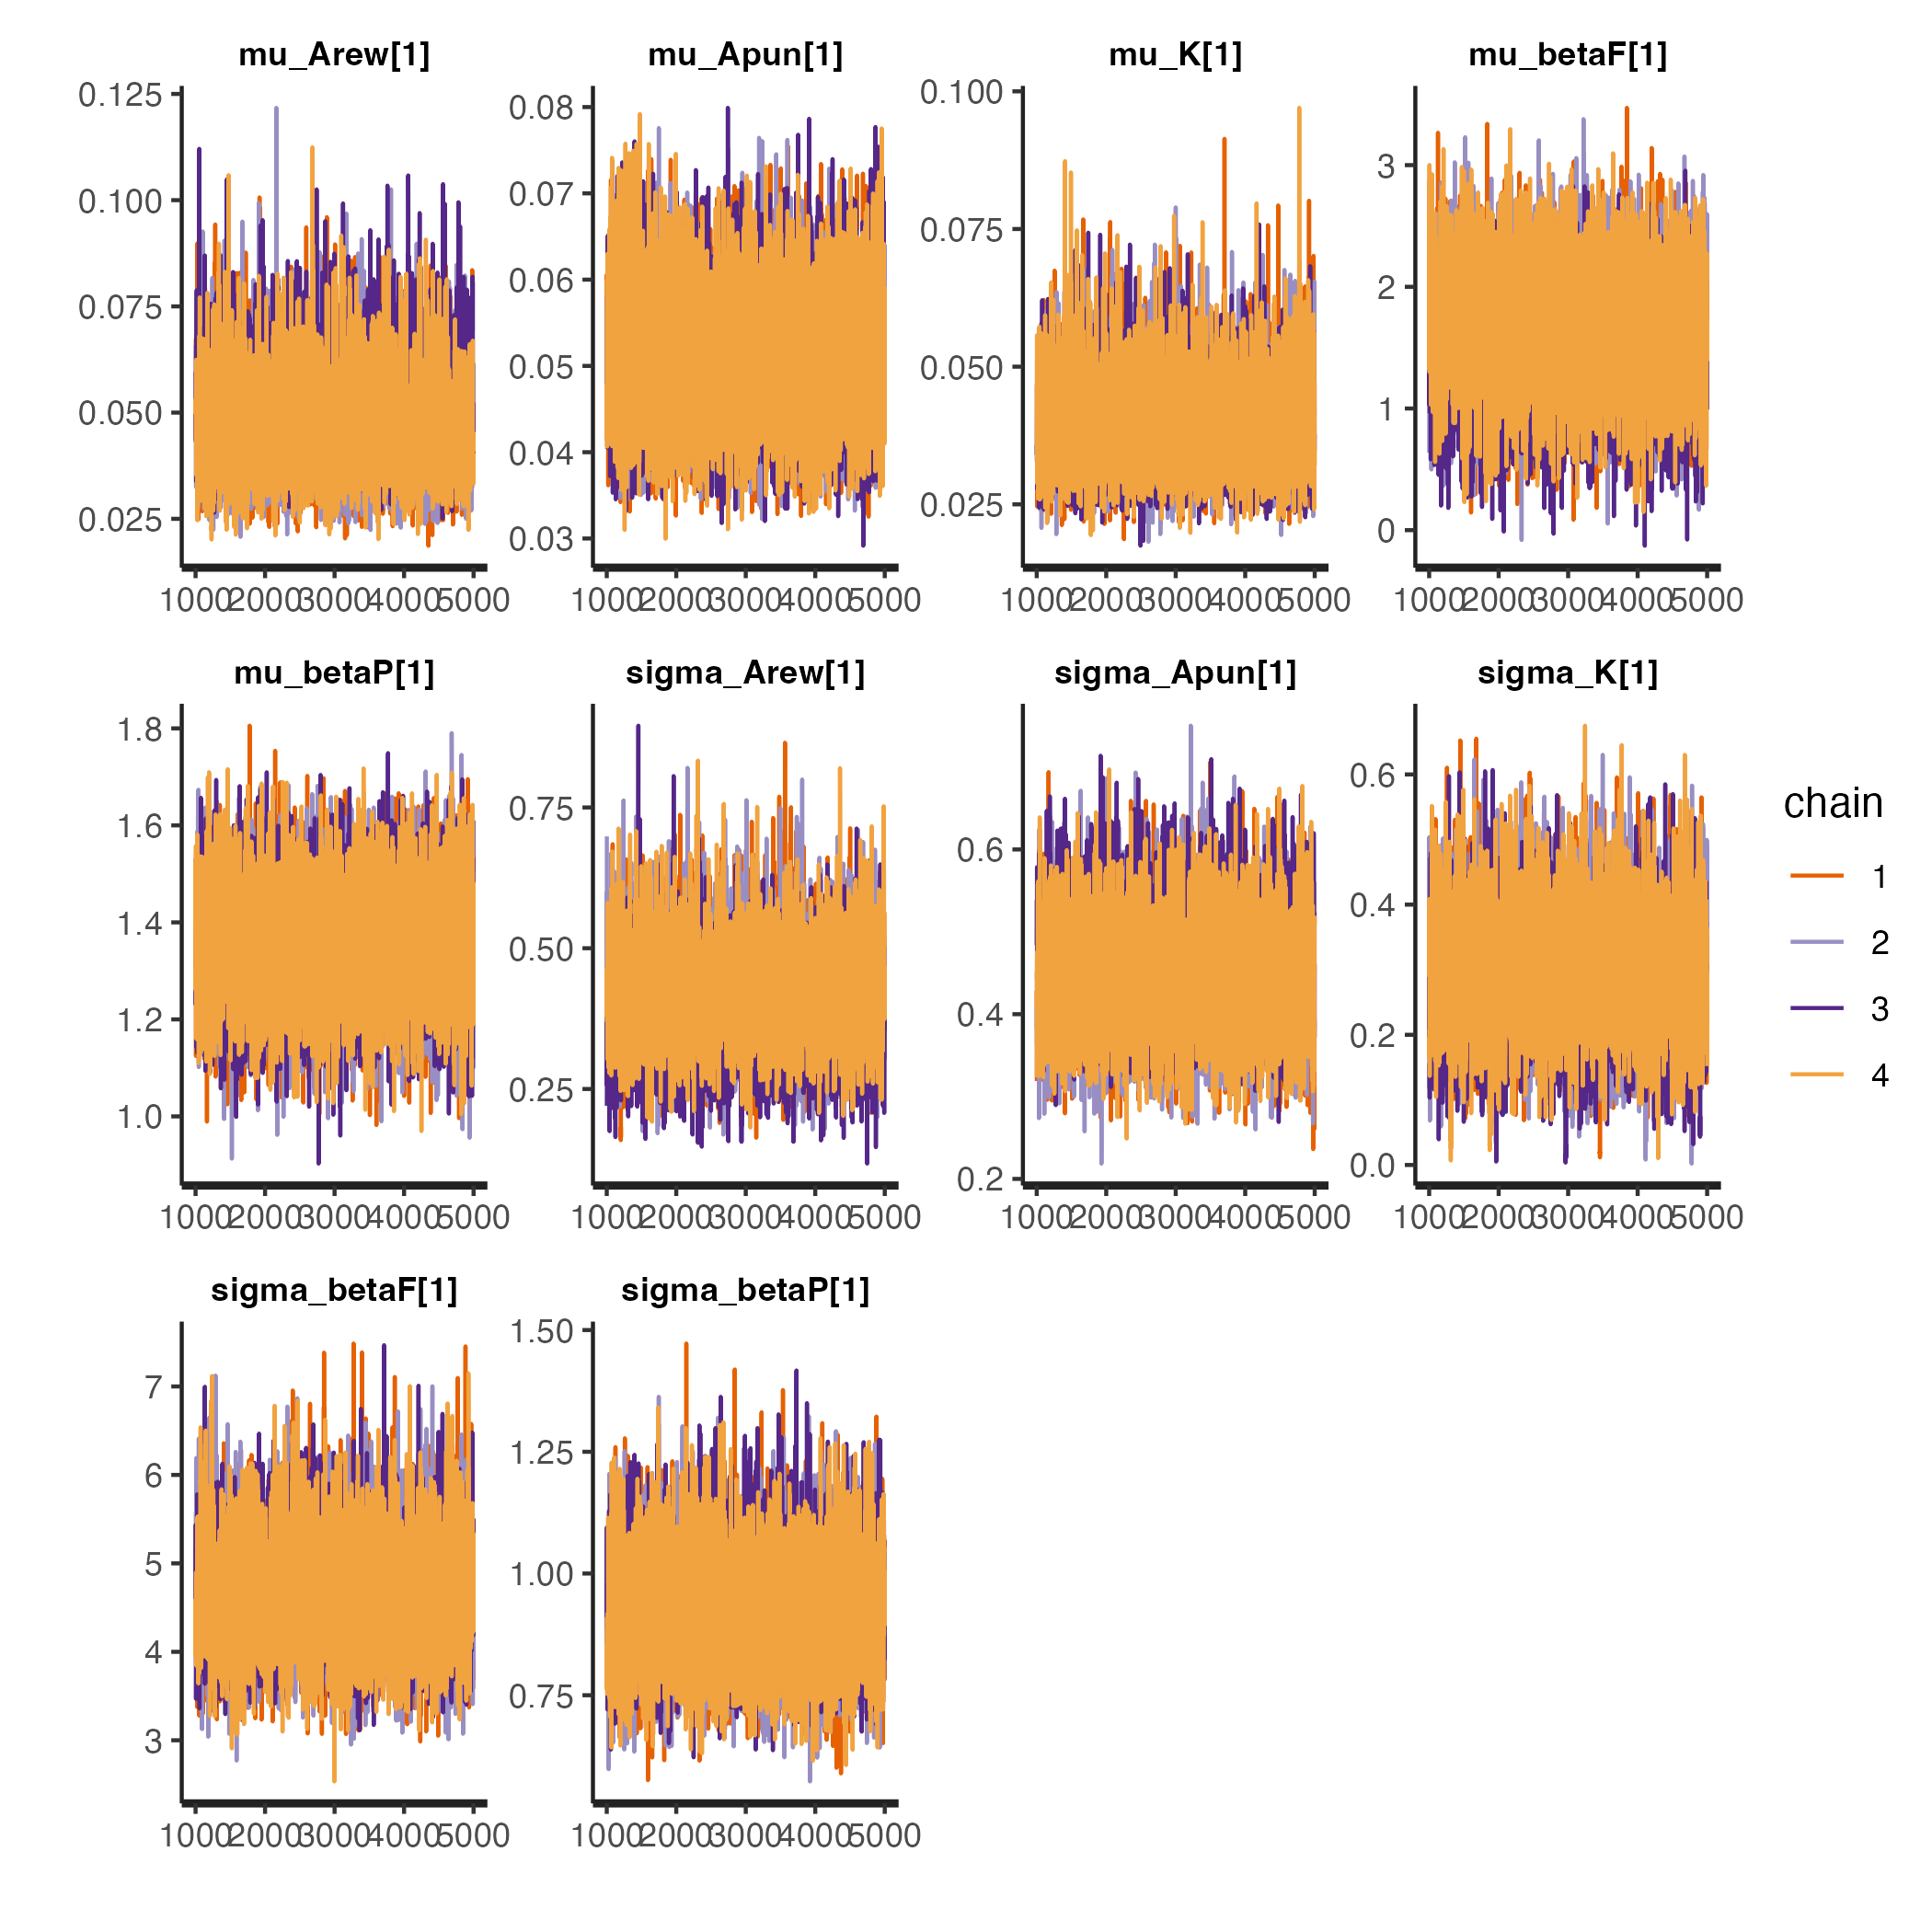 mu_Arew[1] mu_Apun[1] mu_K[1] mu_betaF[1]
0.125 0.100 0.075 0.050 0.025
0.08 0.07 0.06 0.05 0.04 0.03
0.100 0.075 0.050 0.025
3 2 1 0
1000 2000 3000 4000 5000 1000 2000 3000 4000 5000 1000 2000 3000 4000 5000 1000 2000 3000 4000 5000
mu_betaP[1] sigma_Arew[1] sigma_Apun[1] sigma_K[1]
1.8 1.6 1.4 1.2 1.0
0.75 0.50 0.25
0.6 0.4 0.2
0.6 0.4 0.2 0.0
1000 2000 3000 4000 5000 1000 2000 3000 4000 5000 1000 2000 3000 4000 5000 1000 2000 3000 4000 5000
sigma_betaF[1] sigma_betaP[1]
7 6 5 4 3
1.50 1.25 1.00 0.75
1000 2000 3000 4000 5000 1000 2000 3000 4000 5000
chain
1
2
3
4